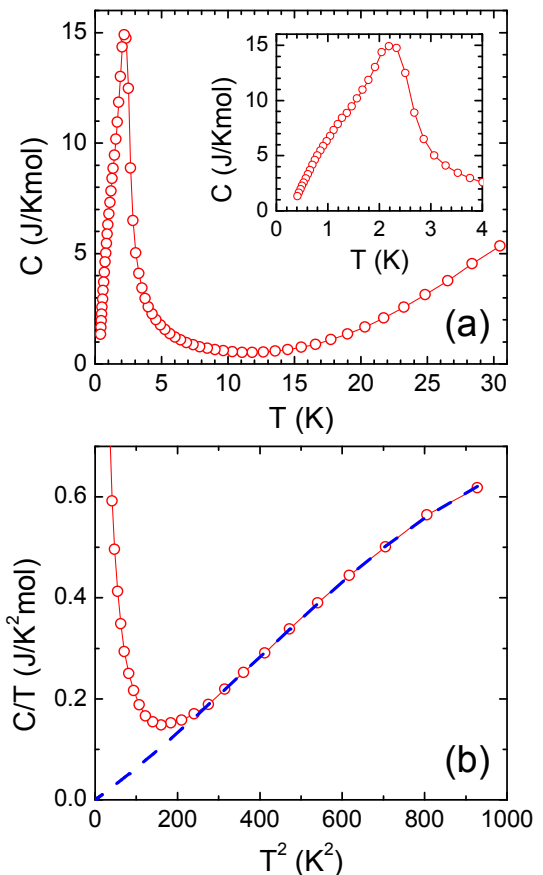 15
10
5
0
C (J/Kmol)
0 5 10 15 20 25 30
T (K)
(a)
15
10
5
0
C (J/Kmol)
0 1 2 3 4
T (K)
0.6
0.4
0.2
0.0
C/T (J/K²mol)
0 200 400 600 800 1000
T² (K²)
(b)